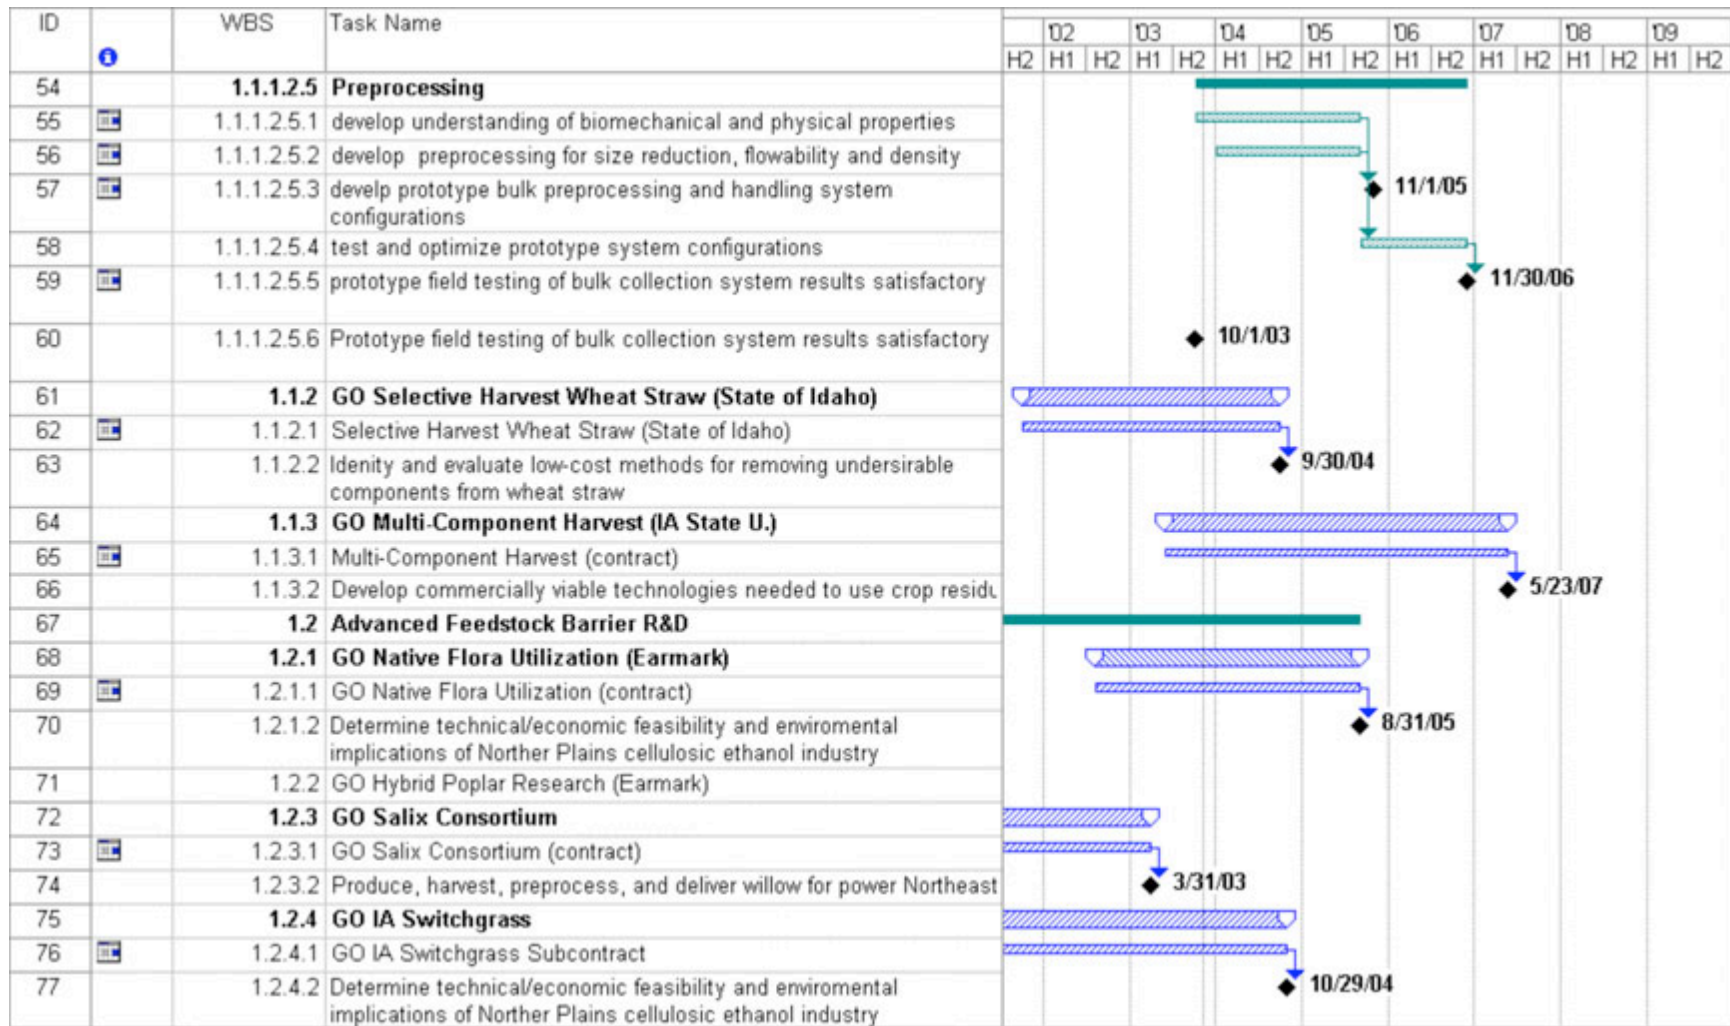 ID WBS Task Name '02 '03 '04 '05 '06 '07 '08 '09
H2 H1 H2 H1 H2 H1 H2 H1 H2 H1 H2 H1 H2 H1 H2 H1 H2
54 1.1.1.2.5 Preprocessing
55 1.1.1.2.5.1 develop understanding of biomechanical and physical properties
56 1.1.1.2.5.2 develop preprocessing for size reduction, flowability and density
57 1.1.1.2.5.3 develp prototype bulk preprocessing and handling system 11/1/05
configurations
58 1.1.1.2.5.4 test and optimize prototype system configurations
59 1.1.1.2.5.5 prototype field testing of bulk collection system results satisfactory 11/30/06
60 1.1.1.2.5.6 Prototype field testing of bulk collection system results satisfactory 10/1/03
61 1.1.2 GO Selective Harvest Wheat Straw (State of Idaho)
62 1.1.2.1 Selective Harvest Wheat Straw (State of Idaho)
63 1.1.2.2 Idenity and evaluate low-cost methods for removing undersirable 9/30/04
components from wheat straw
64 1.1.3 GO Multi-Component Harvest (IA State U.)
65 1.1.3.1 Multi-Component Harvest (contract)
66 1.1.3.2 Develop commercially viable technologies needed to use crop residu 5/23/07
67 1.2 Advanced Feedstock Barrier R&D
68 1.2.1 GO Native Flora Utilization (Earmark)
69 1.2.1.1 GO Native Flora Utilization (contract)
70 1.2.1.2 Determine technical/economic feasibility and enviromental 8/31/05
implications of Norther Plains cellulosic ethanol industry
71 1.2.2 GO Hybrid Poplar Research (Earmark)
72 1.2.3 GO Salix Consortium
73 1.2.3.1 GO Salix Consortium (contract)
74 1.2.3.2 Produce, harvest, preprocess, and deliver willow for power Northeast 3/31/03
75 1.2.4 GO IA Switchgrass
76 1.2.4.1 GO IA Switchgrass Subcontract
77 1.2.4.2 Determine technical/economic feasibility and enviromental 10/29/04
implications of Norther Plains cellulosic ethanol industry